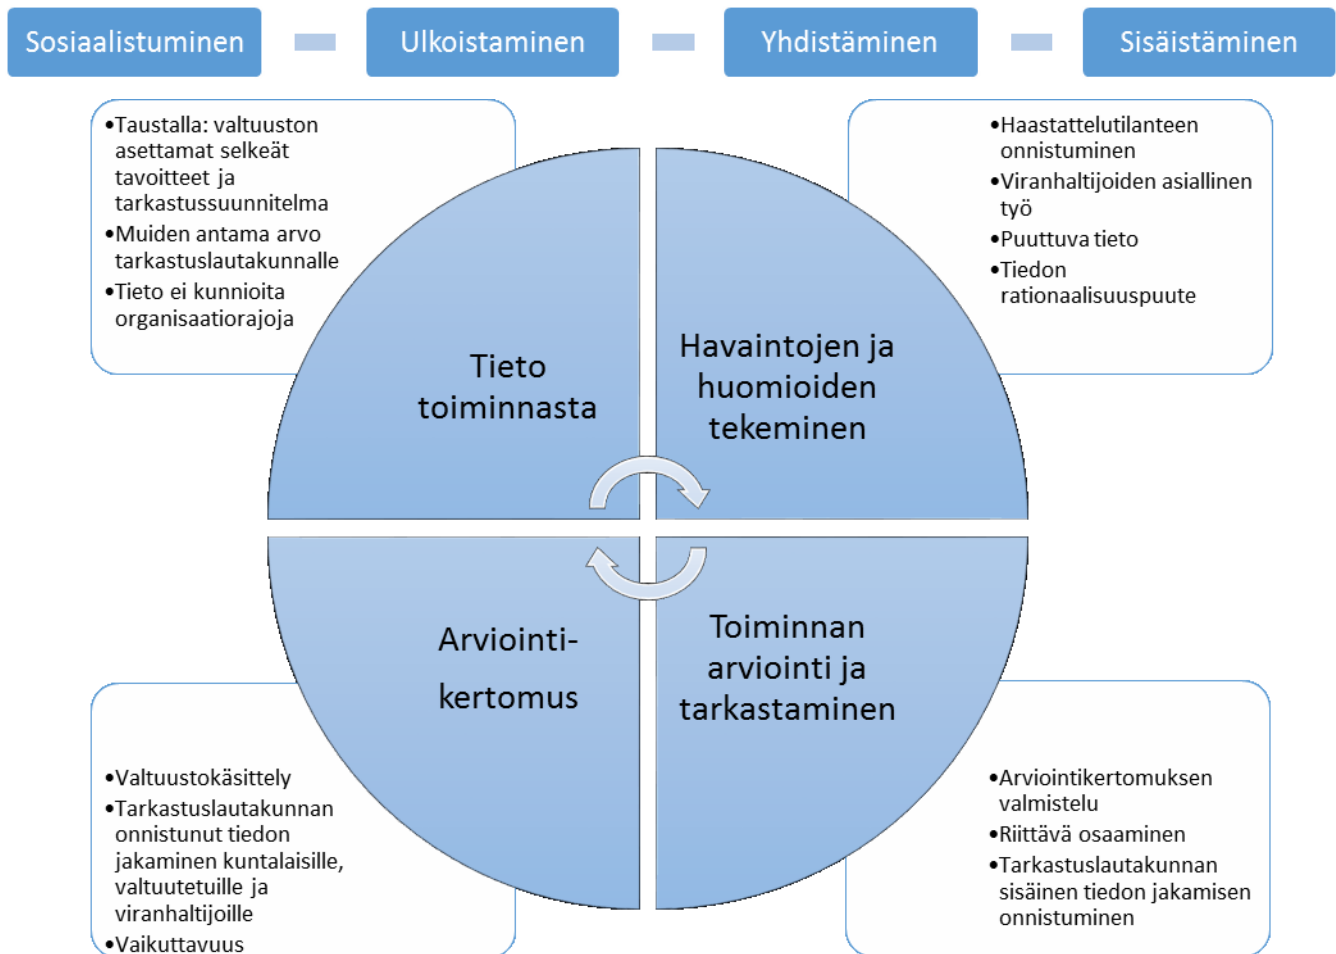 Sosiaalistuminen
Ulkoistaminen
Yhdistäminen
Sisäistäminen
•Taustalla: valtuuston
asettamat selkeät
tavoitteet ja
tarkastussuunnitelma
•Muiden antama arvo
tarkastuslautakunnalle
•Tieto ei kunnioita
organisaatiorajoja
•Haastattelutilanteen
onnistuminen
•Viranhaltijoiden asiallinen
työ
•Puuttuva tieto
•Tiedon
rationaalisuuspuute
Tieto
toiminnasta
Havaintojen ja
huomioiden
tekeminen
Arviointi-
kertomus
Toiminnan
arviointi ja
tarkastaminen
•Valtuustokäsittely
•Tarkastuslautakunnan
onnistunut tiedon
jakaminen kuntalaisille,
valtuutetuille ja
viranhaltijoille
•Vaikuttavuus
•Arviointikertomuksen
valmistelu
•Riittävä osaaminen
•Tarkastuslautakunnan
sisäinen tiedon jakamisen
onnistuminen